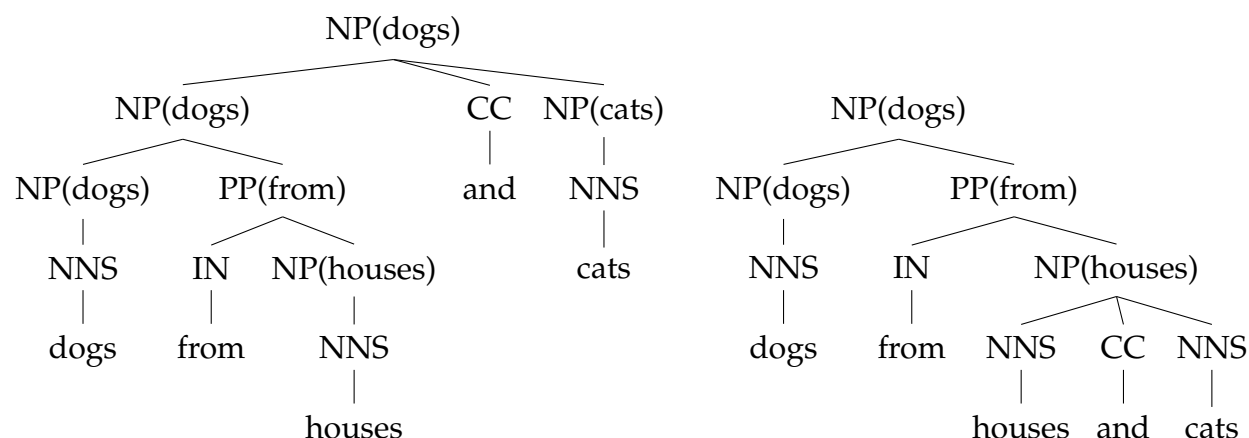 NP(dogs)
NP(dogs) CC NP(cats) NP(dogs)
NP(dogs) PP(from) and NNS NP(dogs) PP(from)
NNS IN NP(houses) cats NNS IN NP(houses)
dogs from NNS dogs from NNS CC NNS
houses houses and cats